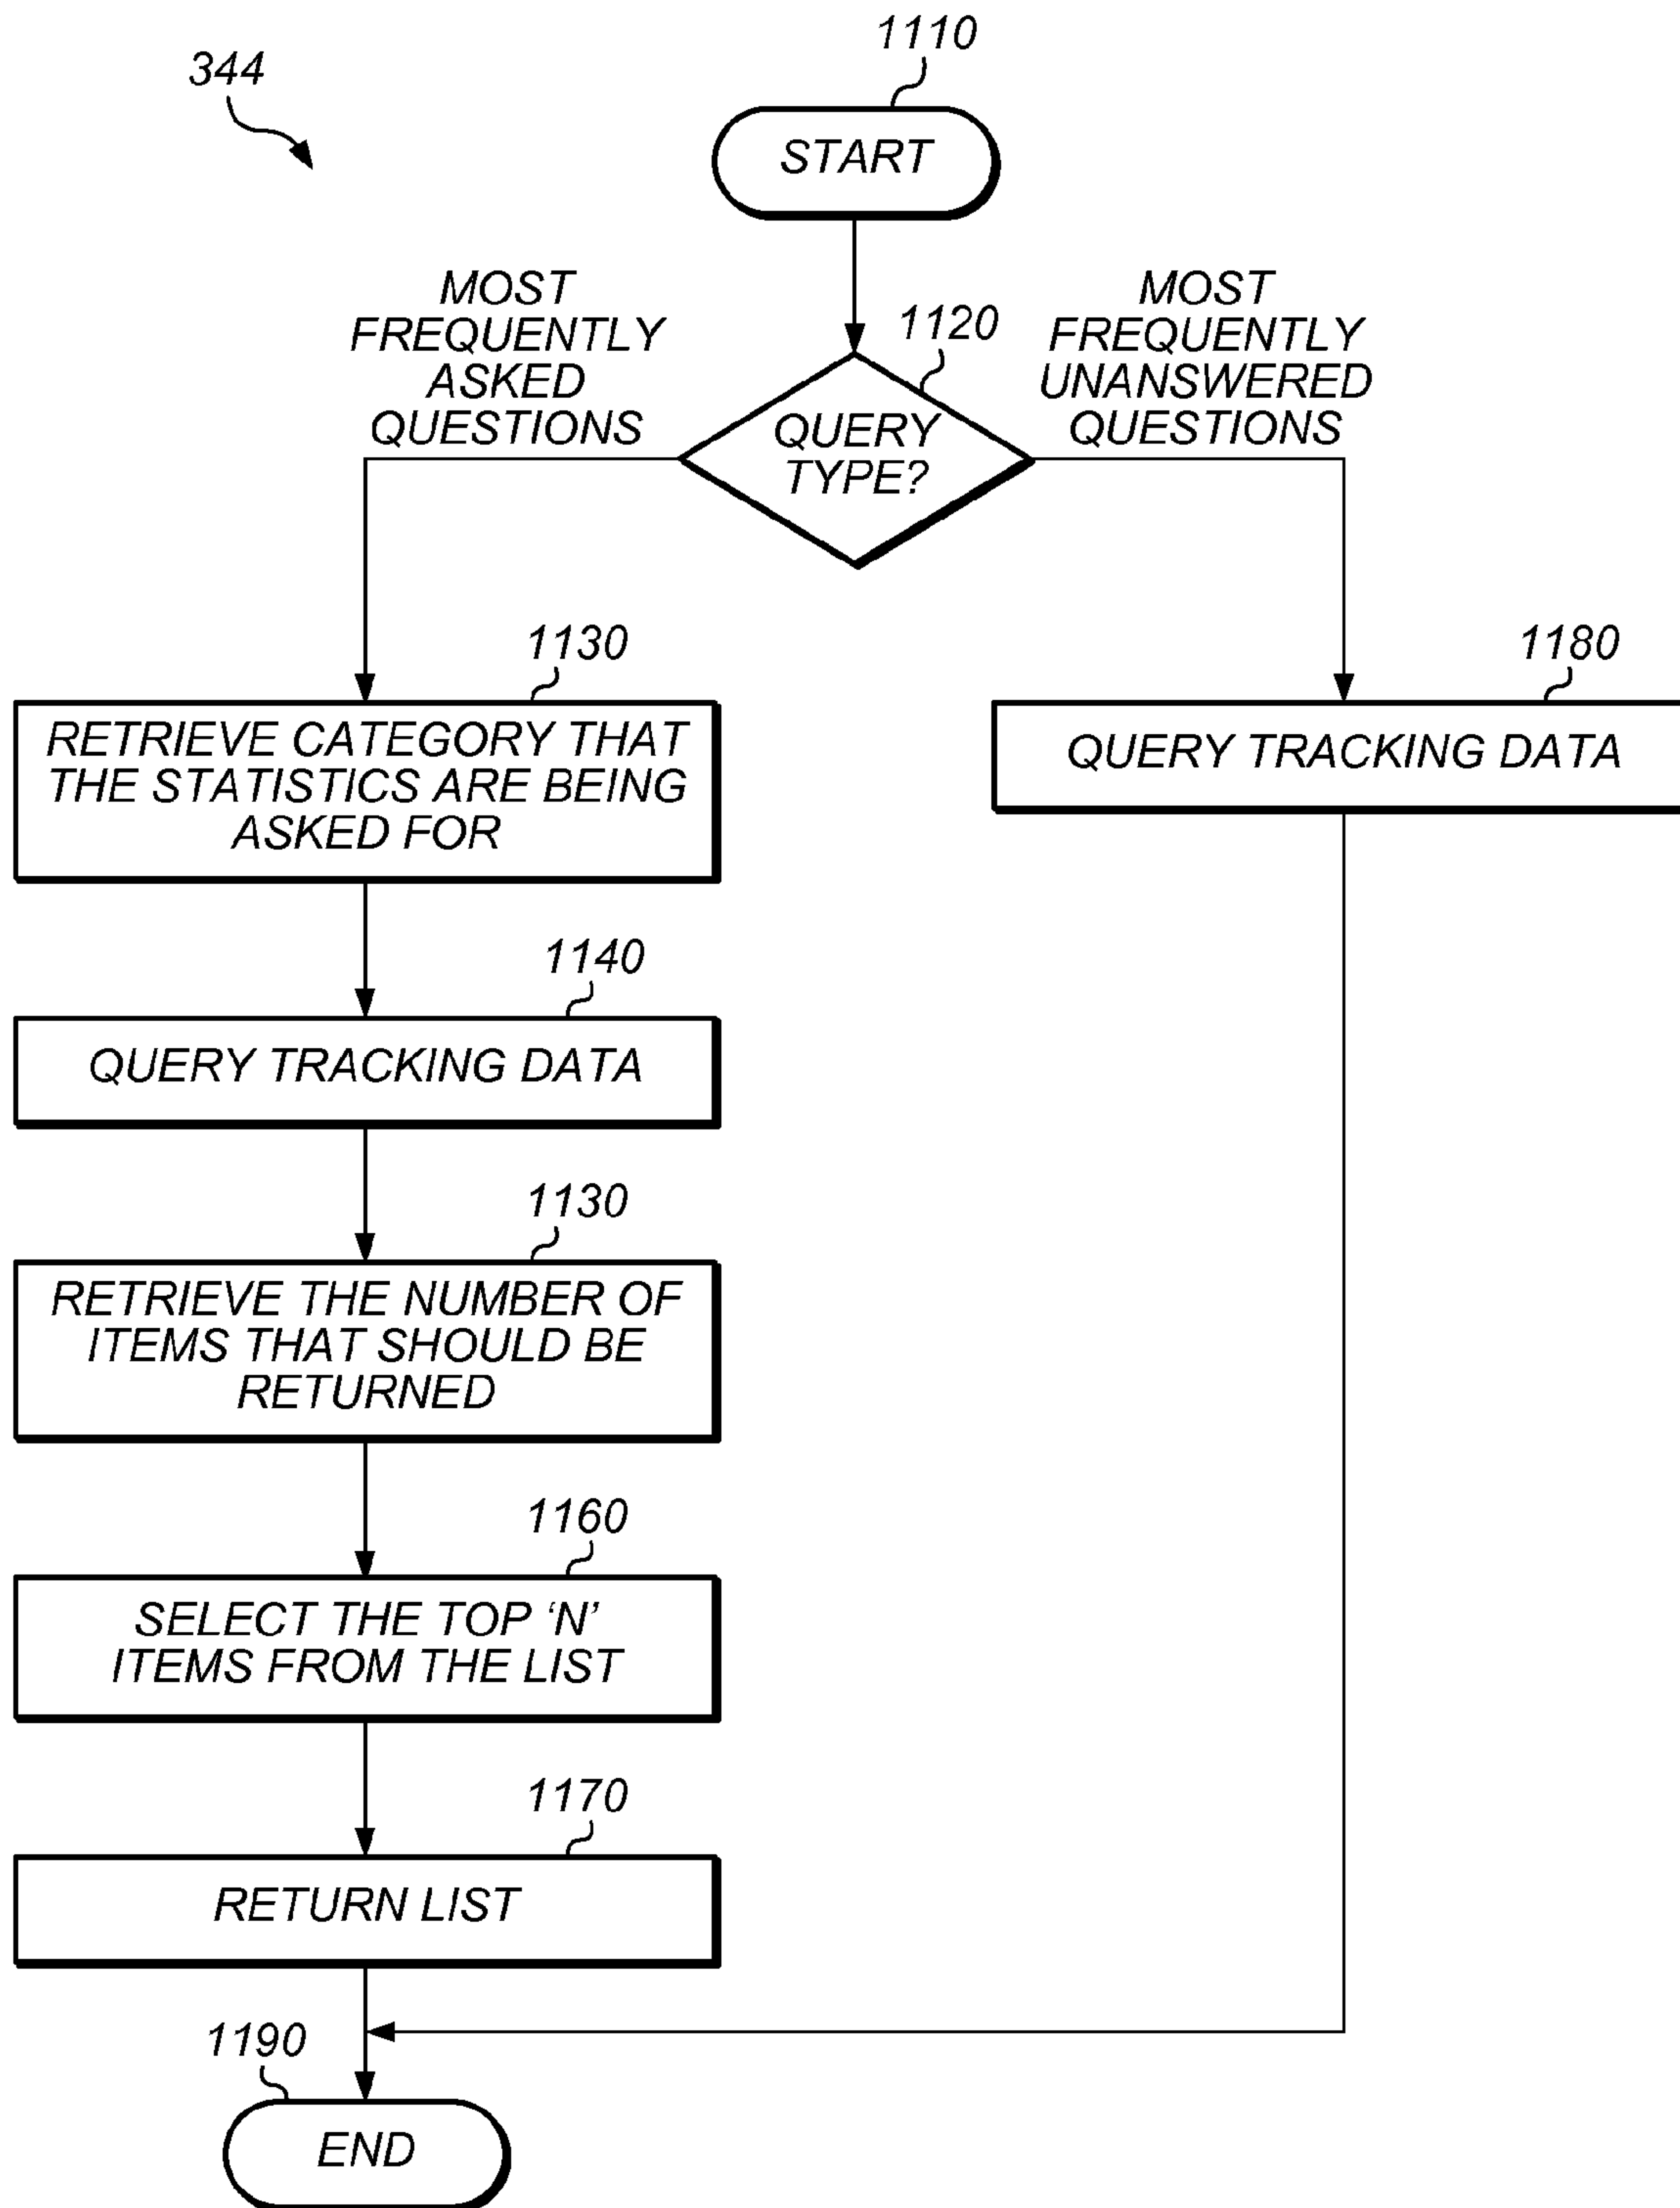 344
1110
START
MOST
FREQUENTLY
ASKED
QUESTIONS
1120
QUERY
TYPE?
MOST
FREQUENTLY
UNANSWERED
QUESTIONS
1130
RETRIEVE CATEGORY THAT
THE STATISTICS ARE BEING
ASKED FOR
1180
QUERY TRACKING DATA
1140
QUERY TRACKING DATA
1130
RETRIEVE THE NUMBER OF
ITEMS THAT SHOULD BE
RETURNED
1160
SELECT THE TOP ‘N’
ITEMS FROM THE LIST
1170
RETURN LIST
1190
END